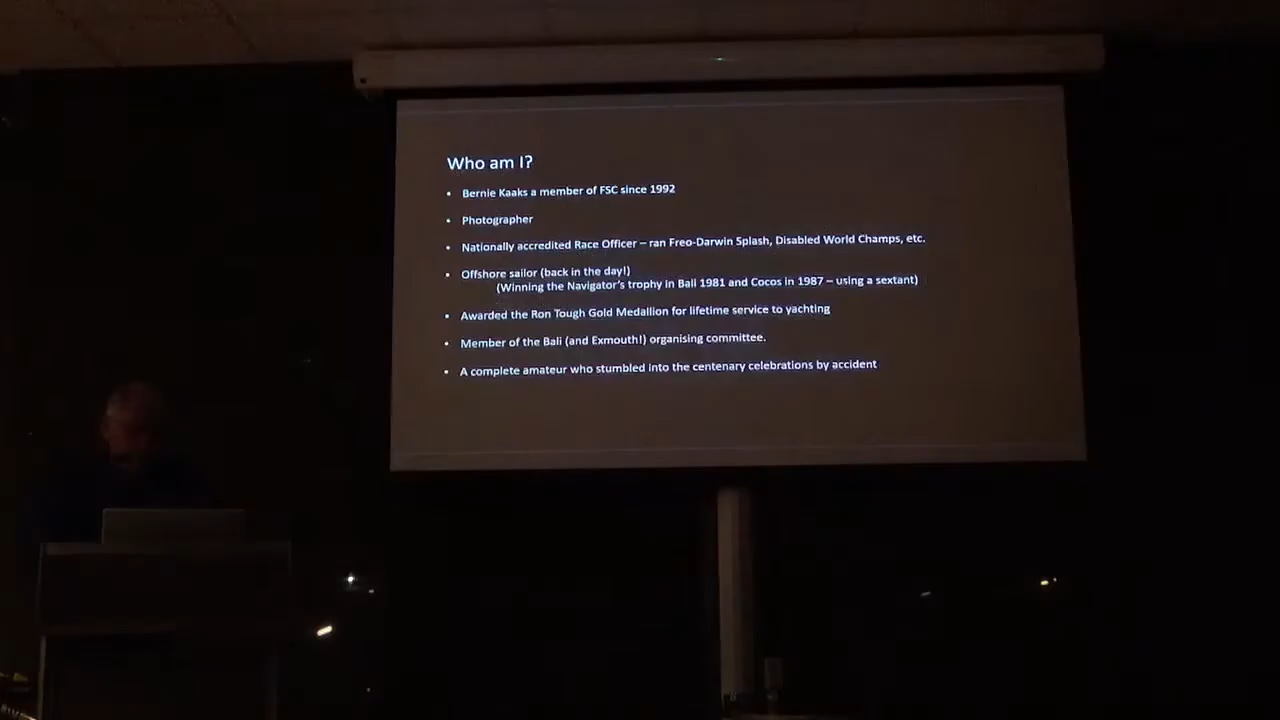 Who am I?
• Bernie Kaaks a member of FSC since 1992
• Photographer
• Nationally accredited Race Officer – ran Freo-Darwin Splash, Disabled World Champs, etc.
• Offshore sailor (back in the day!)
(Winning the Navigator's trophy in Bali 1981 and Cocos in 1987 – using a sextant)
• Awarded the Ron Tough Gold Medallion for lifetime service to yachting
• Member of the Bali (and Exmouth!) organising committee.
• A complete amateur who stumbled into the centenary celebrations by accident